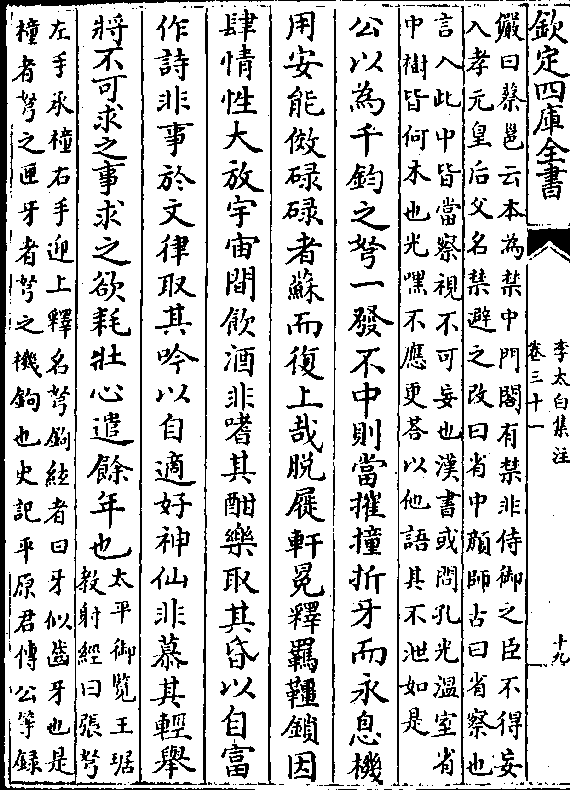 欽定四庫全書
李太白集注
卷三十一
十九
儼曰蔡邕云本為禁中門閣有禁非侍御之臣不得妄
入孝元皇后父名禁避之改曰省中顔師古曰省察也
言入此中皆當察視不可妄也漢書或問孔光溫室省
中樹皆何木也光嘿不應更荅以他語其不泄如是
公以為千鈞之弩一發不中則當摧撞折牙而永息機
用安能傚碌碌者蘇而復上哉脱屣軒冕釋羈韁鎖因
肆情性大放宇宙間飲酒非嗜其酣樂取其昏以自富
作詩非事於文律取其吟以自適好神仙非慕其輕舉
將不可求之事求之欲耗壯心遣餘年也
太平御覧王琚
教射經曰張弩
左手承橦右手迎上釋名弩鉤絃者曰牙似齒牙也是
橦者弩之匣牙者弩之機鉤也史記平原君傳公等録